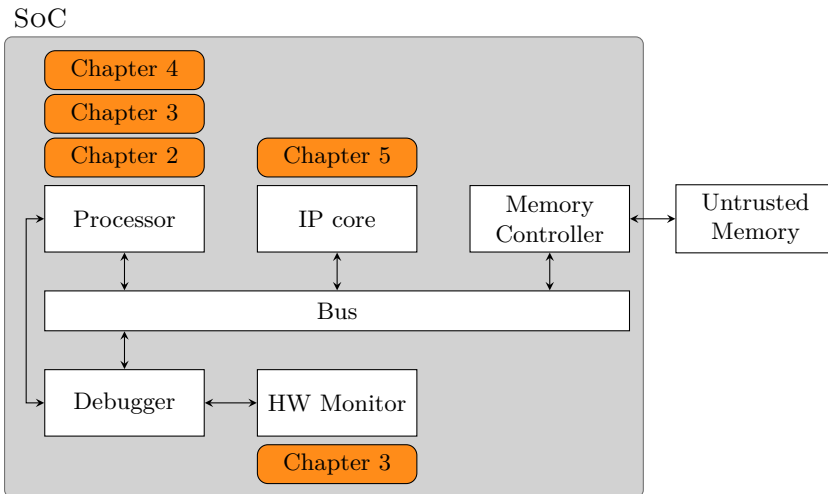 SoC
Chapter 4
Chapter 3
Chapter 2
Chapter 5
Processor
IP core
Memory
Controller
Untrusted
Memory
Bus
Debugger
HW Monitor
Chapter 3